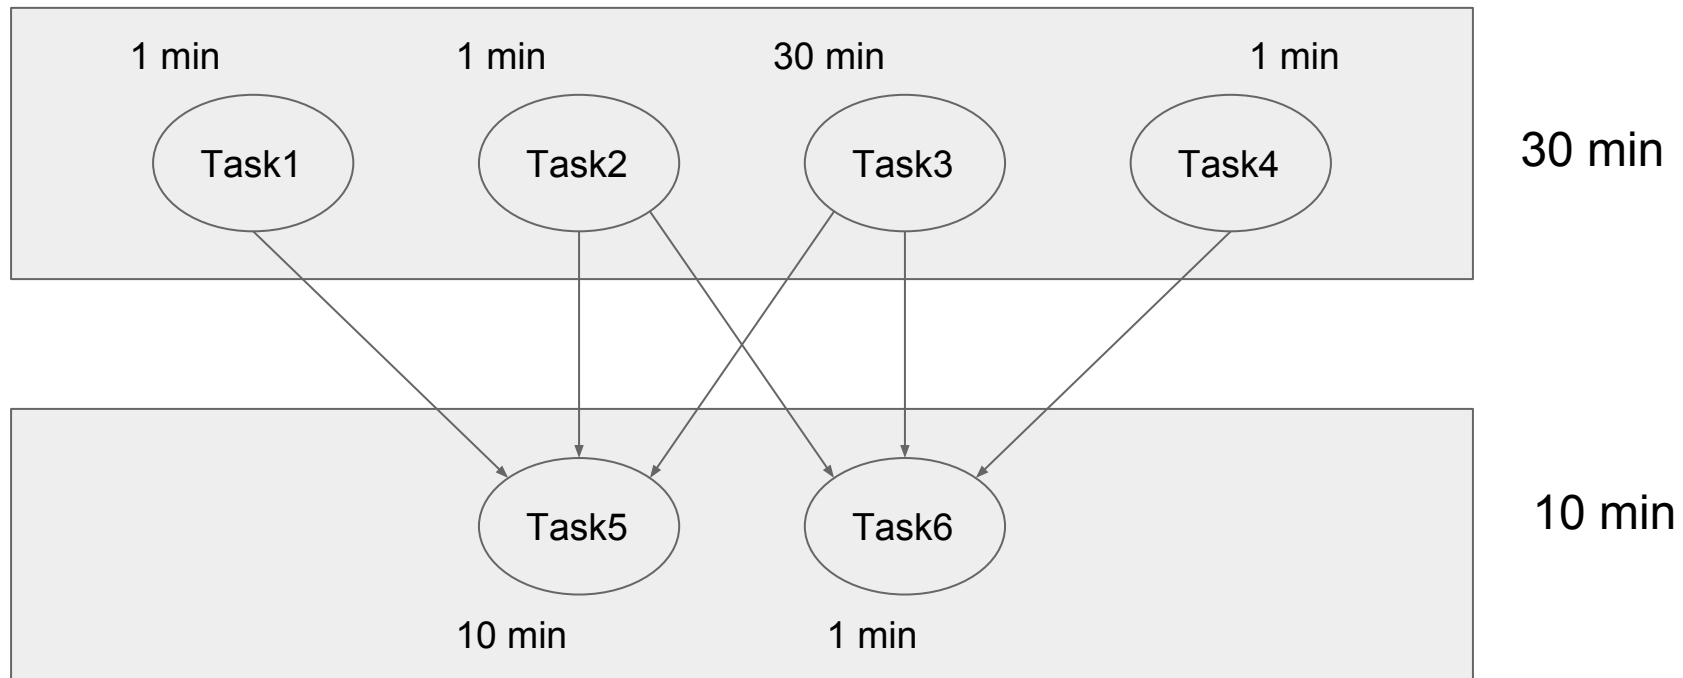 1 min
1 min
30 min
1 min
Task1
Task2
Task3
Task4
30 min
Task5
Task6
10 min
10 min
1 min